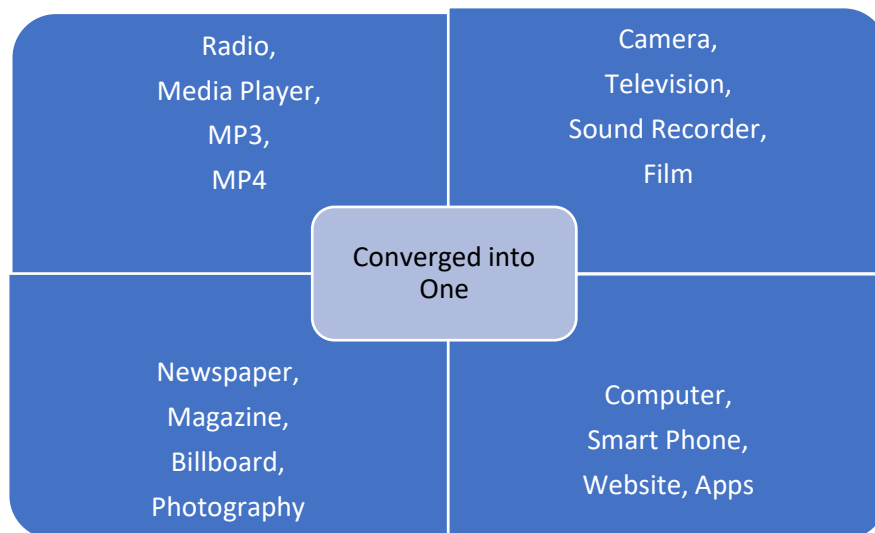 Radio,
Media Player,
MP3,
MP4
Camera,
Television,
Sound Recorder,
Film
Converged into
One
Newspaper,
Magazine,
Billboard,
Photography
Computer,
Smart Phone,
Website, Apps